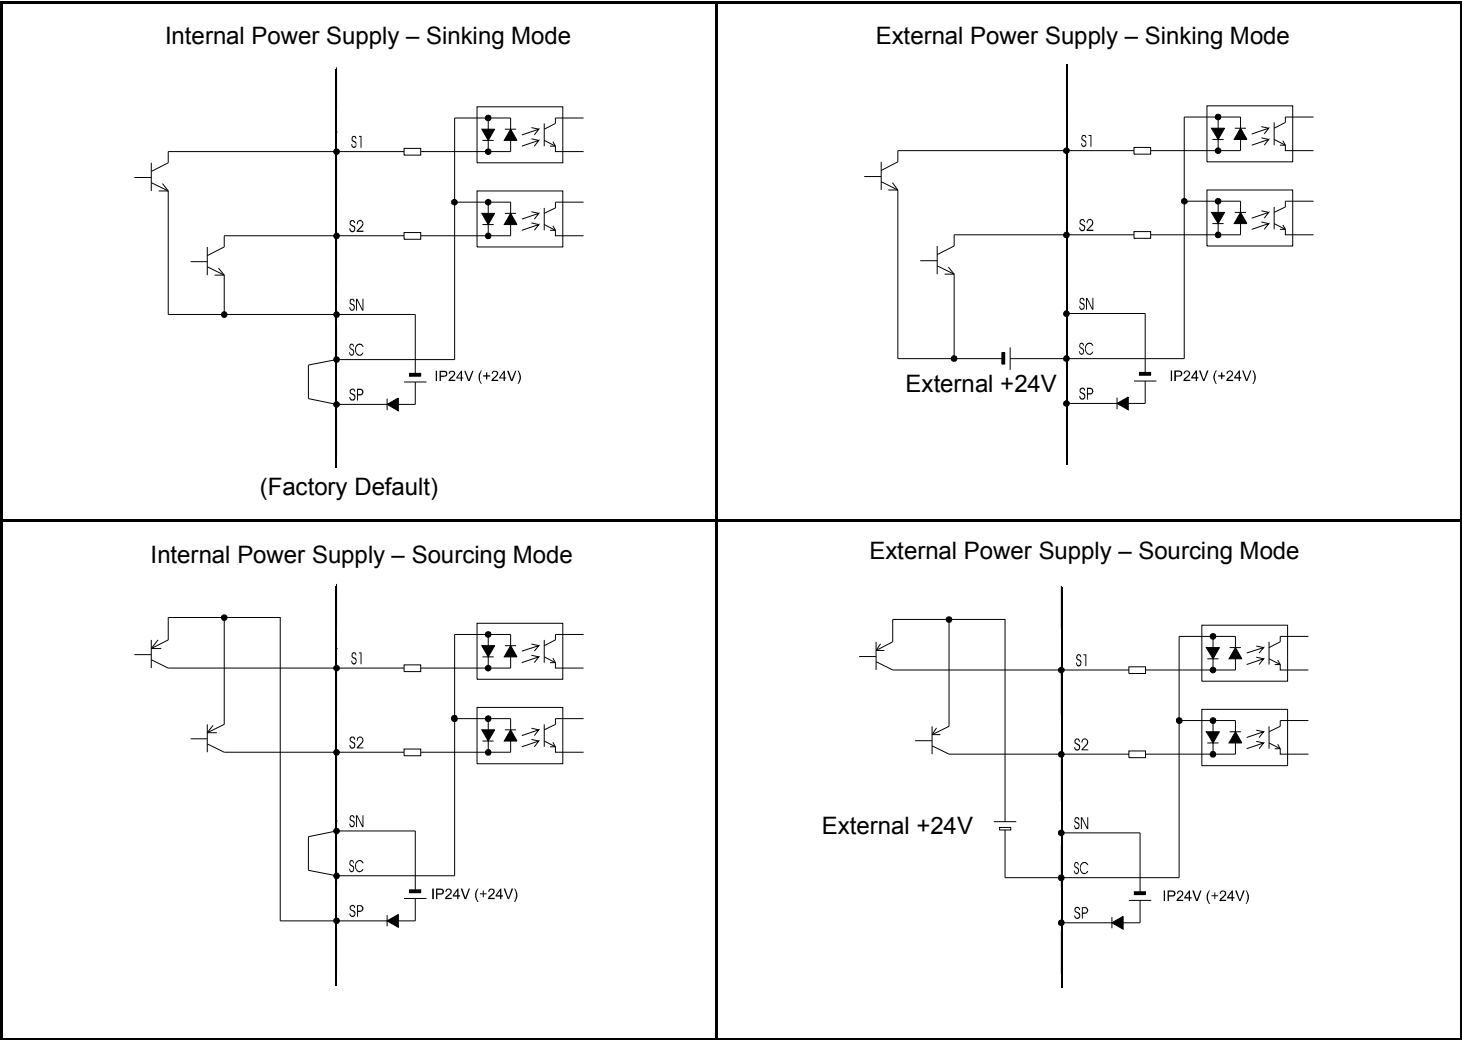 Internal Power Supply – Sinking Mode
S1
S2
SN
SC
IP24V (+24V)
SP
(Factory Default)
External Power Supply – Sinking Mode
S1
S2
SN
SC
External +24V
IP24V (+24V)
SP
Internal Power Supply – Sourcing Mode
S1
S2
SN
SC
IP24V (+24V)
SP
External Power Supply – Sourcing Mode
S1
S2
External +24V
SN
SC
IP24V (+24V)
SP